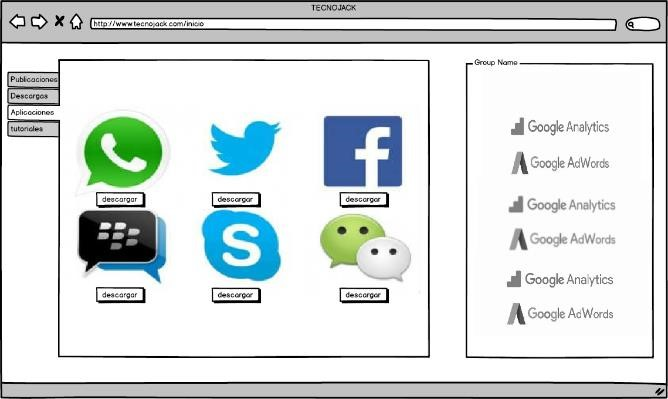 TECNOJACK
http://www.tecnojack.com/inicio
Publicaciones
Descargas
Aplicaciones
tutoriales
descargar
descargar
descargar
descargar
descargar
descargar
Group Name
Google Analytics
Google AdWords
Google Analytics
Google AdWords
Google Analytics
Google AdWords